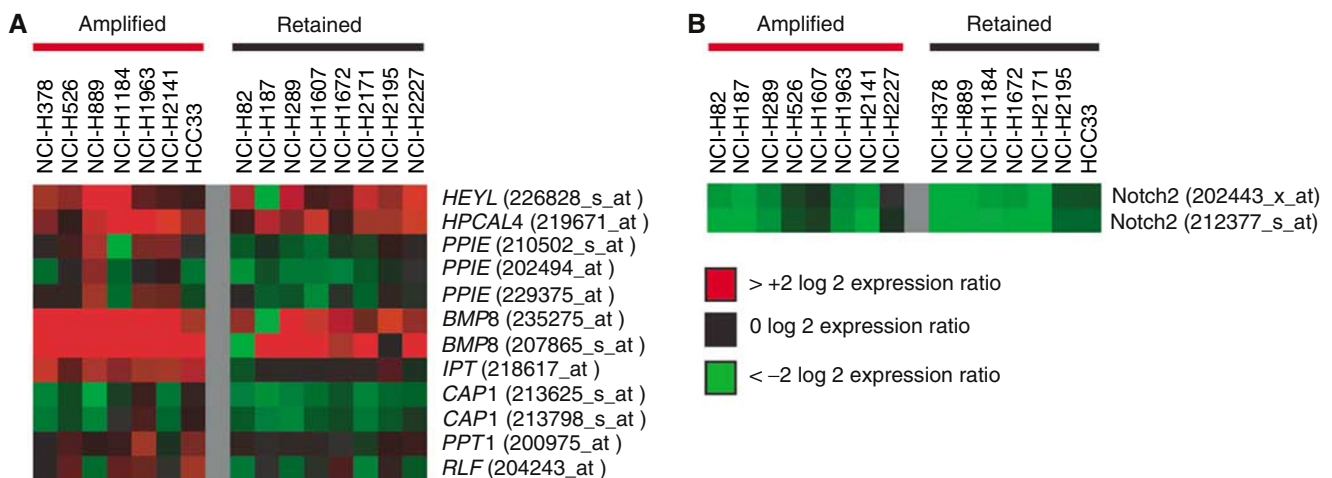 A
Amplified
Retained
NCI-H378
NCI-H526
NCI-H889
NCI-H1184
NCI-H1963
NCI-H2141
HCC33
NCI-H82
NCI-H187
NCI-H289
NCI-H1607
NCI-H1672
NCI-H2171
NCI-H2195
NCI-H2227
HEYL (226828_s_at )
HPCAL4 (219671_at )
PPIE (210502_s_at )
PPIE (202494_at )
PPIE (229375_at )
BMP8 (235275_at )
BMP8 (207865_s_at )
IPT (218617_at )
CAP1 (213625_s_at )
CAP1 (213798_s_at )
PPT1 (200975_at )
RLF (204243_at )
B
Amplified
Retained
NCI-H82
NCI-H187
NCI-H289
NCI-H526
NCI-H1607
NCI-H1963
NCI-H2141
NCI-H2227
NCI-H378
NCI-H889
NCI-H1184
NCI-H1672
NCI-H2171
NCI-H2195
HCC33
Notch2 (202443_x_at)
Notch2 (212377_s_at)
> +2 log 2 expression ratio
0 log 2 expression ratio
< –2 log 2 expression ratio